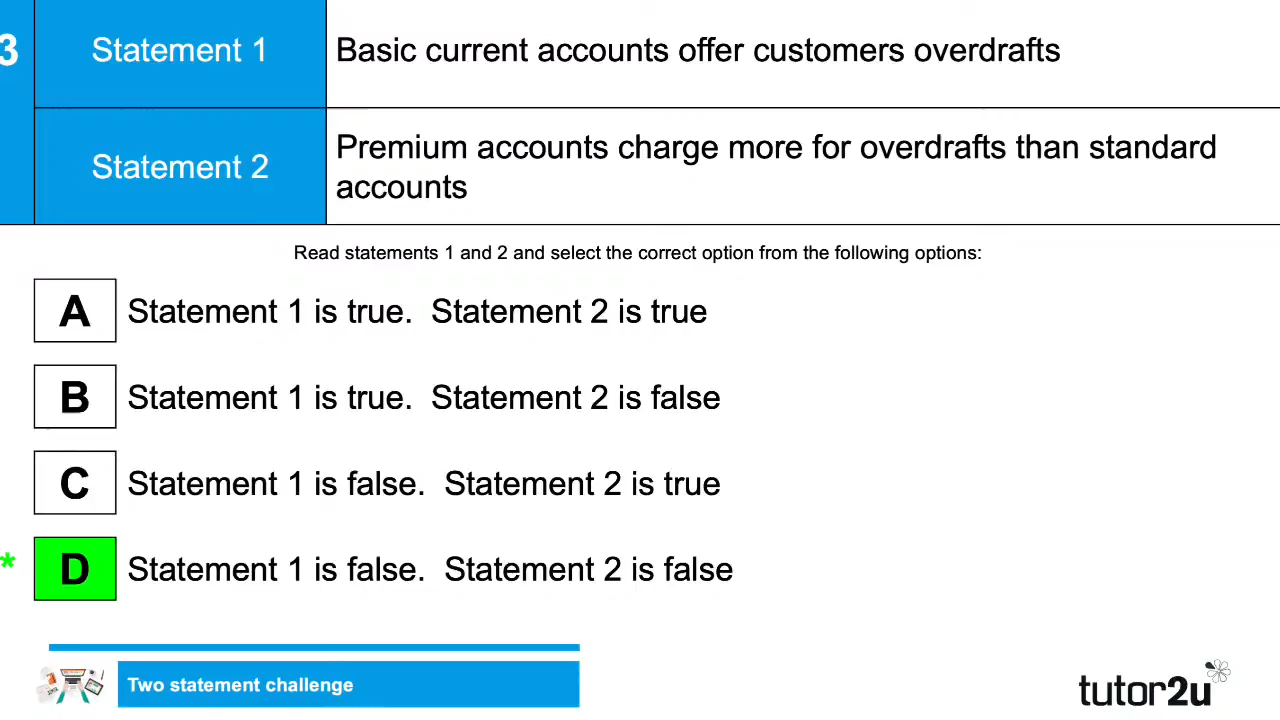 3
Statement 1
Basic current accounts offer customers overdrafts
Statement 2
Premium accounts charge more for overdrafts than standard
accounts
Read statements 1 and 2 and select the correct option from the following options:
A Statement 1 is true. Statement 2 is true
B Statement 1 is true. Statement 2 is false
C Statement 1 is false. Statement 2 is true
* D Statement 1 is false. Statement 2 is false
Two statement challenge
tutor2u